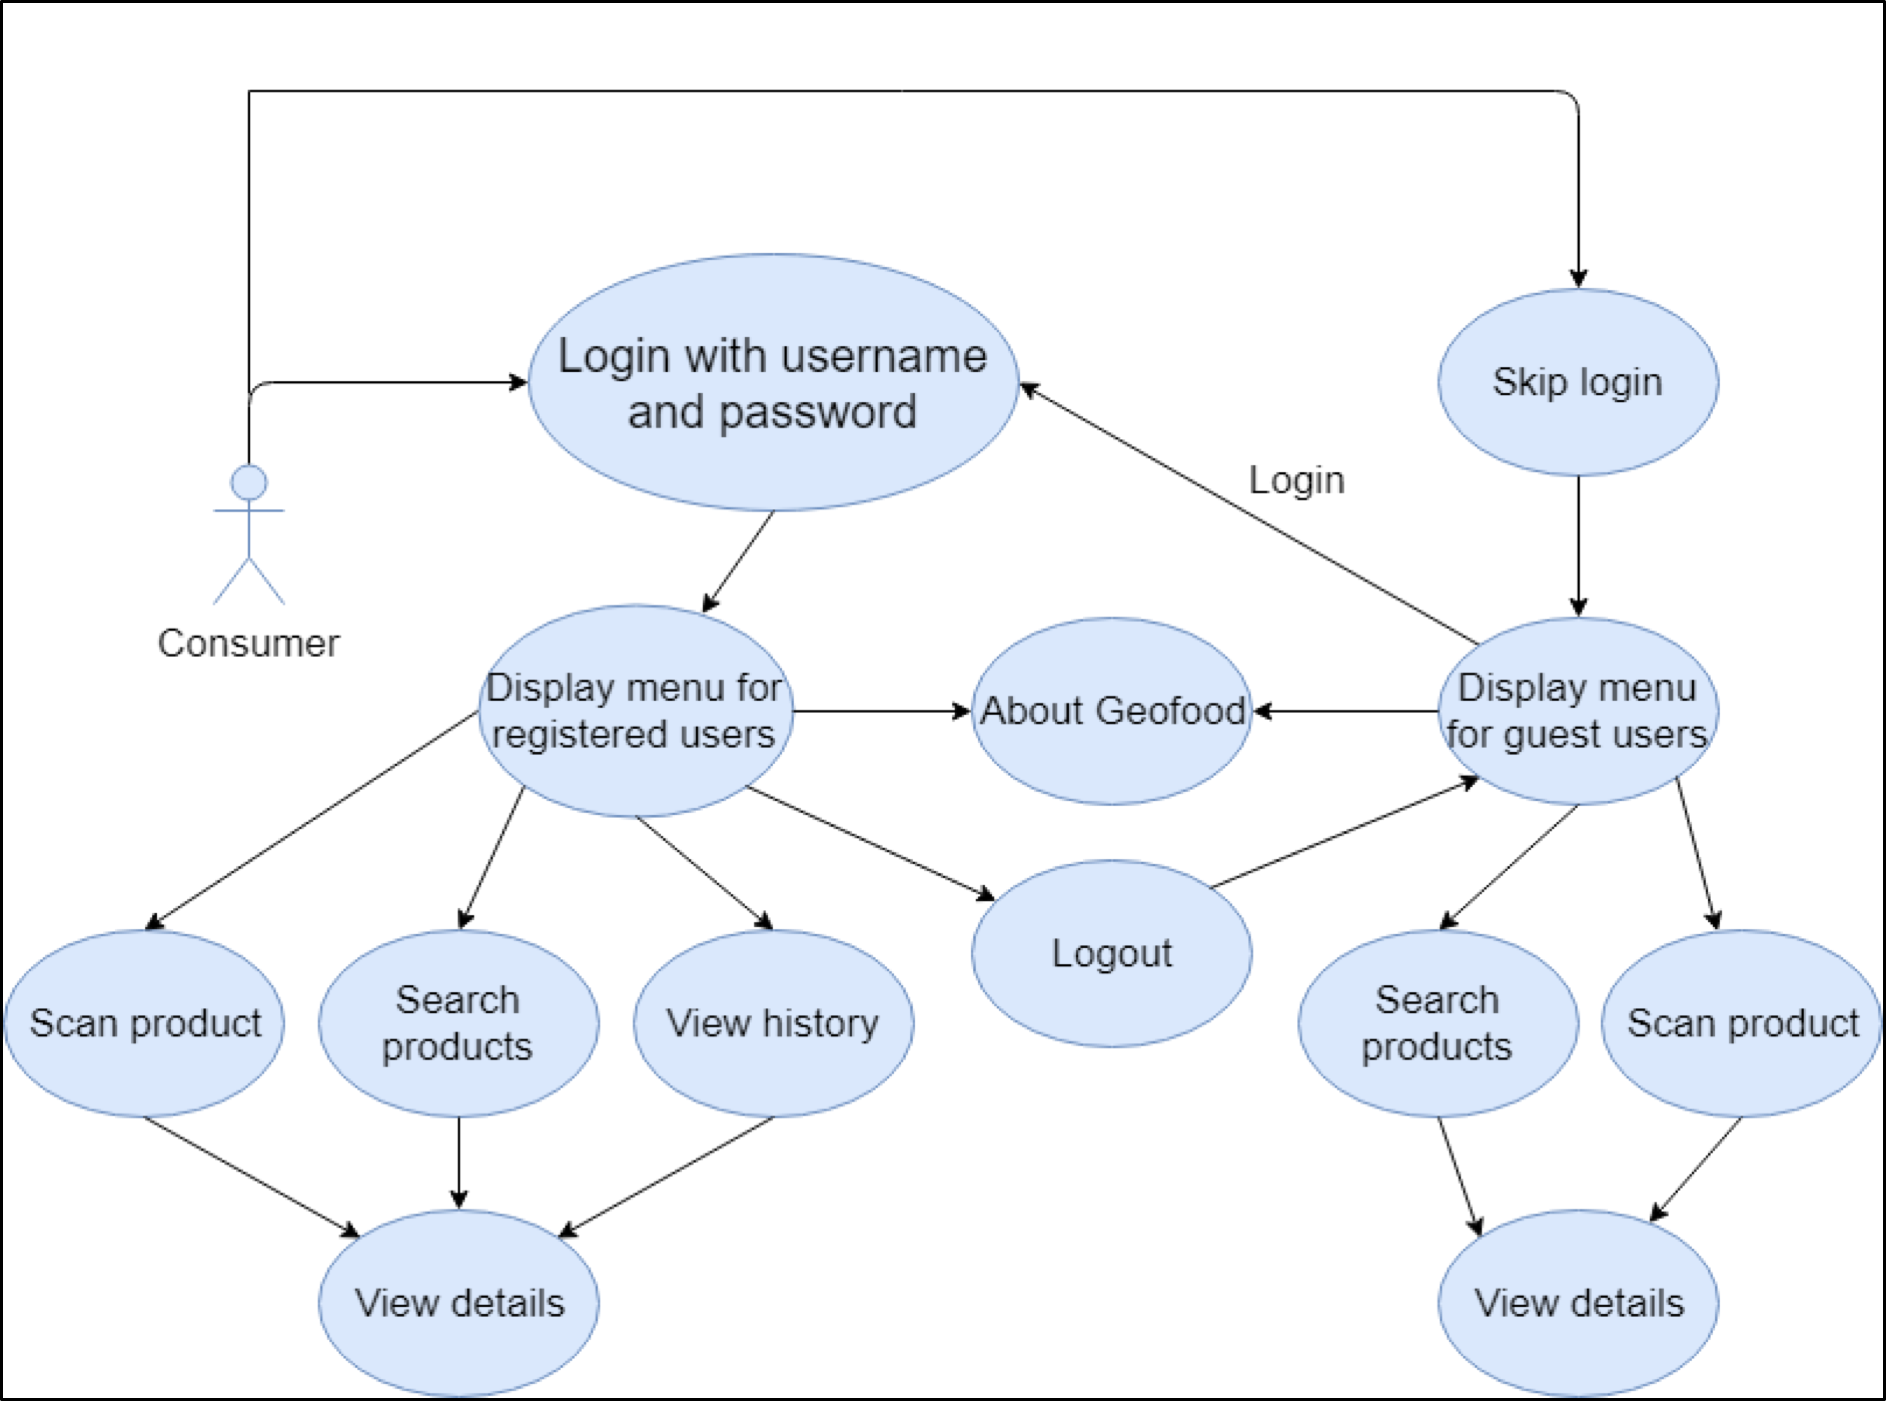 Login with username
and password
Skip login
Login
Consumer
Display menu for
registered users
About Geofood
Display menu
for guest users
Logout
Scan product
Search
products
View history
Search
products
Scan product
View details
View details